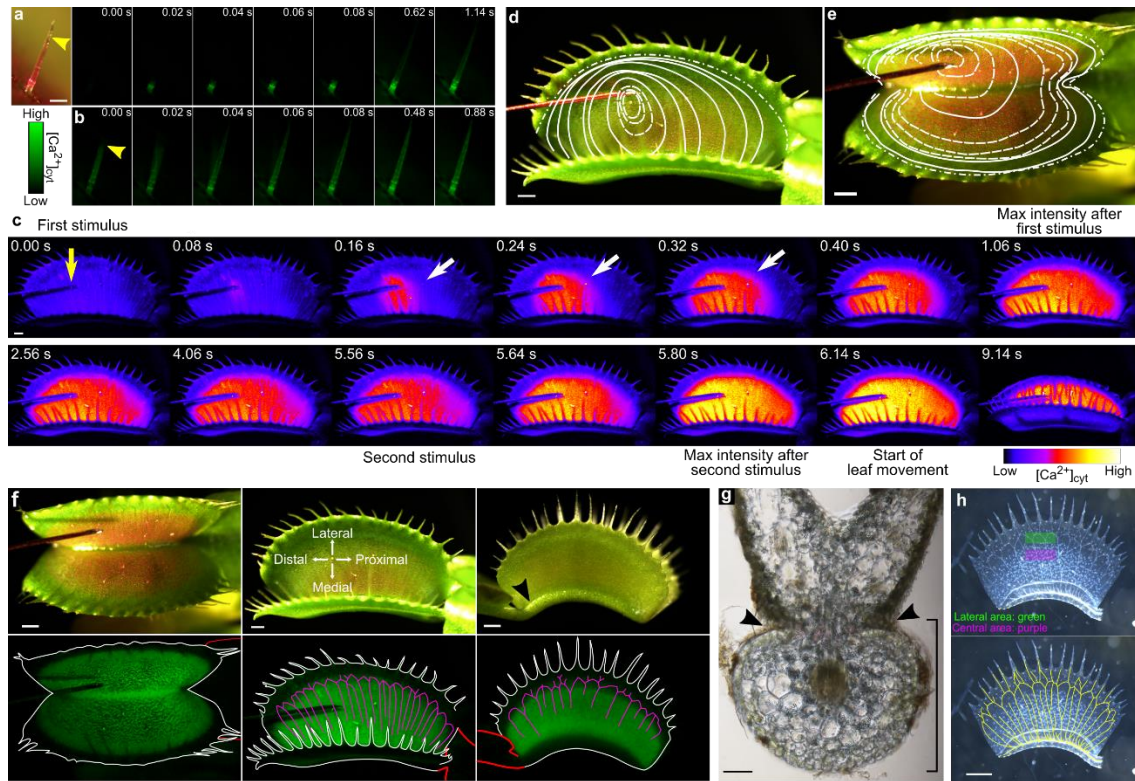 a
0.00 s 0.02 s 0.04 s 0.06 s 0.08 s 0.62 s 1.14 s
b
0.00 s 0.02 s 0.04 s 0.06 s 0.08 s 0.48 s 0.88 s
High
[Ca2+]cyt
Low
d
e
c
First stimulus
Max intensity after
first stimulus
0.00 s 0.08 s 0.16 s 0.24 s 0.32 s 0.40 s 1.06 s
2.56 s 4.06 s 5.56 s 5.64 s 5.80 s 6.14 s 9.14 s
Second stimulus
Max intensity after
second stimulus
Start of
leaf movement
Low High
[Ca2+]cyt
f
Lateral
Distal Proximal
Medial
g
h
Lateral area: green
Central area: purple